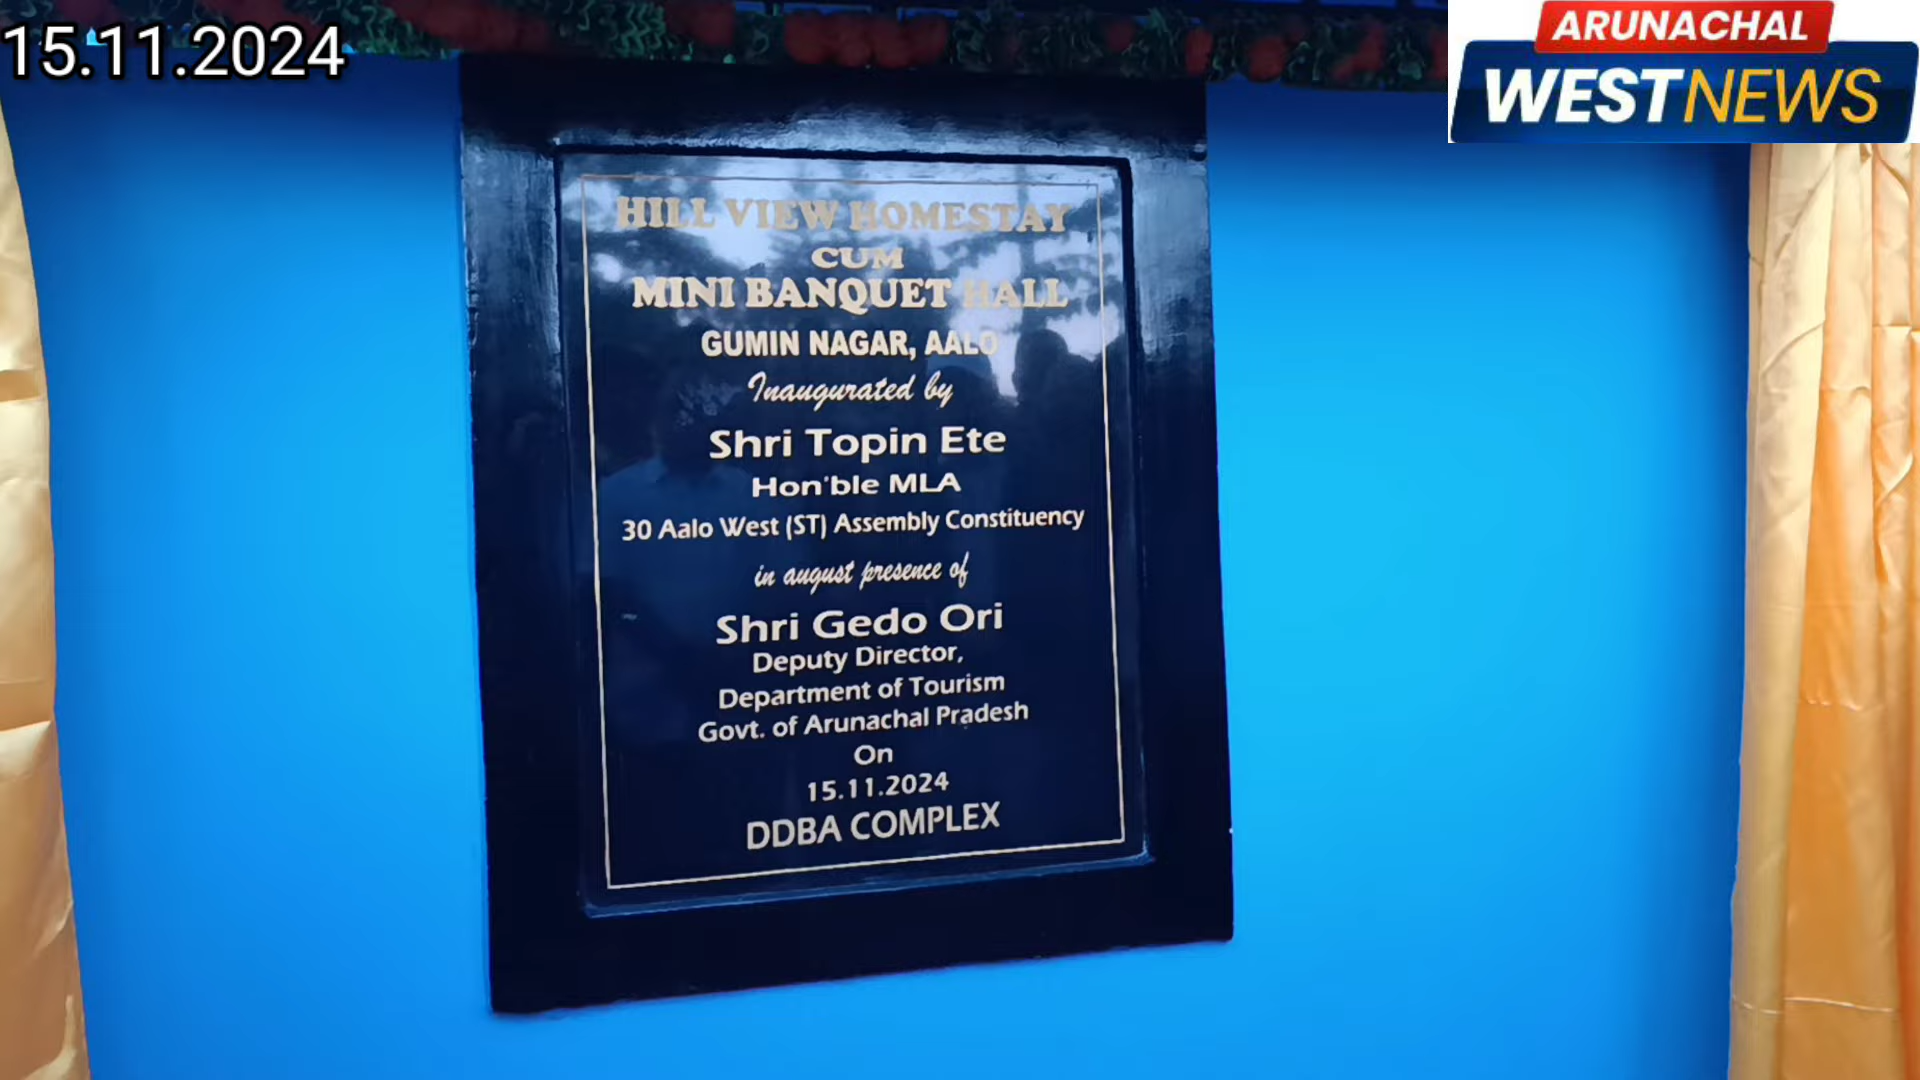 15.11.2024
ARUNACHAL
WEST NEWS
HILL VIEW HOMESTAY
CUM
MINI BANQUET HALL
GUMIN NAGAR, AALO
Inaugurated by
Shri Topin Ete
Hon'ble MLA
30 Aalo West (ST) Assembly Constituency
in august presence of
Shri Gedo Ori
Deputy Director,
Department of Tourism
Govt. of Arunachal Pradesh
On
15.11.2024
DDBA COMPLEX